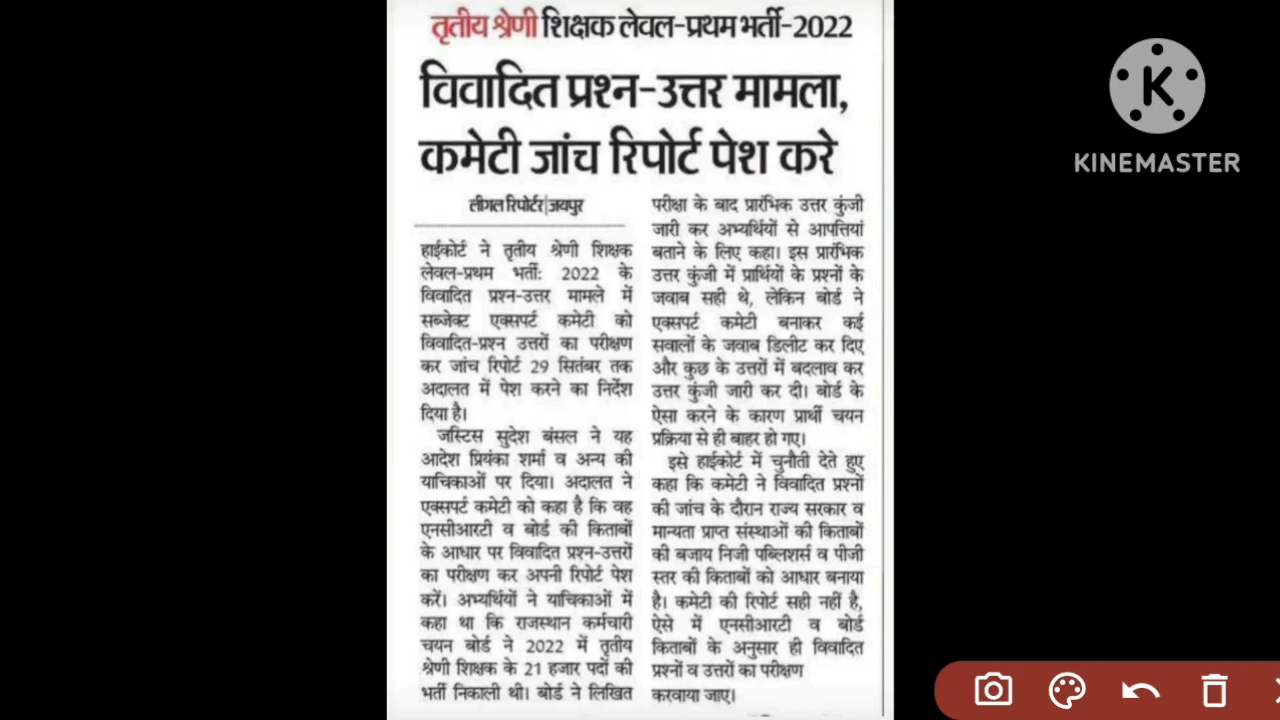 तृतीय श्रेणी शिक्षक लेवल-प्रथम भर्ती-2022
विवादित प्रश्न-उत्तर मामला,
कमेटी जांच रिपोर्ट पेश करे
लीगल रिपोर्टर|जयपुर
हाईकोर्ट ने तृतीय श्रेणी शिक्षक
लेवल-प्रथम भर्ती: 2022 के
विवादित प्रश्न-उत्तर मामले में
सब्जेक्ट एक्सपर्ट कमेटी को
विवादित-प्रश्न उत्तरों का परीक्षण
कर जांच रिपोर्ट 29 सितंबर तक
अदालत में पेश करने का निर्देश
दिया है।
जस्टिस सुदेश बंसल ने यह
आदेश प्रियंका शर्मा व अन्य की
याचिकाओं पर दिया। अदालत ने
एक्सपर्ट कमेटी को कहा है कि वह
एनसीआरटी व बोर्ड की किताबों
के आधार पर विवादित प्रश्न-उत्तरों
का परीक्षण कर अपनी रिपोर्ट पेश
करें। अभ्यर्थियों ने याचिकाओं में
कहा था कि राजस्थान कर्मचारी
चयन बोर्ड ने 2022 में तृतीय
श्रेणी शिक्षक के 21 हजार पदों की
भर्ती निकाली थी। बोर्ड ने लिखित
परीक्षा के बाद प्रारंभिक उत्तर कुंजी
जारी कर अभ्यर्थियों से आपत्तियां
बताने के लिए कहा। इस प्रारंभिक
उत्तर कुंजी में प्रार्थियों के प्रश्नों के
जवाब सही थे, लेकिन बोर्ड ने
एक्सपर्ट कमेटी बनाकर कई
सवालों के जवाब डिलीट कर दिए
और कुछ के उत्तरों में बदलाव कर
उत्तर कुंजी जारी कर दी। बोर्ड के
ऐसा करने के कारण प्रार्थी चयन
प्रक्रिया से ही बाहर हो गए।
इसे हाईकोर्ट में चुनौती देते हुए
कहा कि कमेटी ने विवादित प्रश्नों
की जांच के दौरान राज्य सरकार व
मान्यता प्राप्त संस्थाओं की किताबों
की बजाय निजी पब्लिशर्स व पीजी
स्तर की किताबों को आधार बनाया
है। कमेटी की रिपोर्ट सही नहीं है,
ऐसे में एनसीआरटी व बोर्ड
किताबों के अनुसार ही विवादित
प्रश्नों व उत्तरों का परीक्षण
करवाया जाए।
K
KINEMASTER